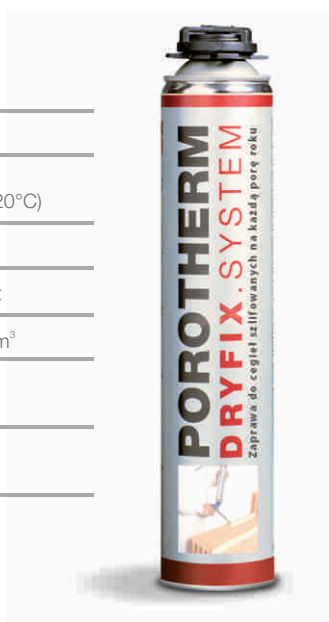 20°C)
m³
POROTHERM
DRYFIX.SYSTEM
Zaprawa do cegieł szlifowanych na każdą porę roku